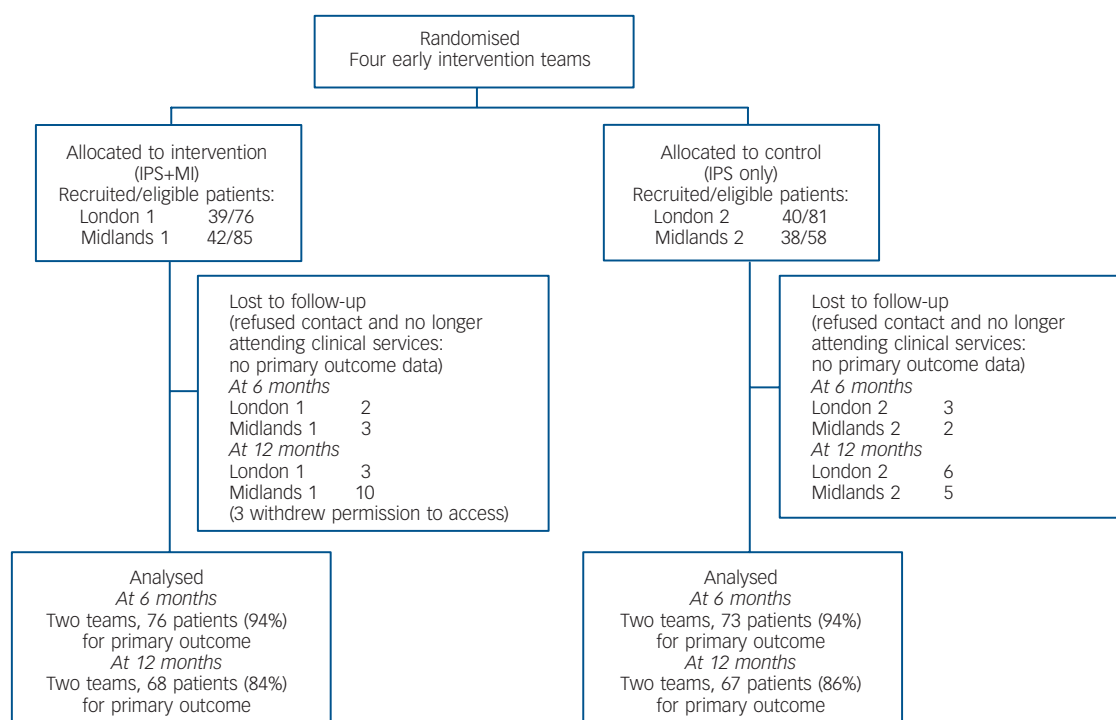 Randomised
Four early intervention teams
Allocated to intervention
(IPS+MI)
Recruited/eligible patients:
London 1 39/76
Midlands 1 42/85
Allocated to control
(IPS only)
Recruited/eligible patients:
London 2 40/81
Midlands 2 38/58
Lost to follow-up
(refused contact and no longer
attending clinical services:
no primary outcome data)
At 6 months
London 1 2
Midlands 1 3
At 12 months
London 1 3
Midlands 1 10
(3 withdrew permission to access)
Lost to follow-up
(refused contact and no longer
attending clinical services:
no primary outcome data)
At 6 months
London 2 3
Midlands 2 2
At 12 months
London 2 6
Midlands 2 5
Analysed
At 6 months
Two teams, 76 patients (94%)
for primary outcome
At 12 months
Two teams, 68 patients (84%)
for primary outcome
Analysed
At 6 months
Two teams, 73 patients (94%)
for primary outcome
At 12 months
Two teams, 67 patients (86%)
for primary outcome